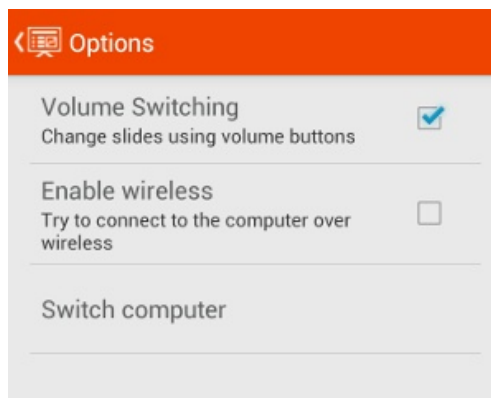 Options
Volume Switching
Change slides using volume buttons
Enable wireless
Try to connect to the computer over
wireless
Switch computer